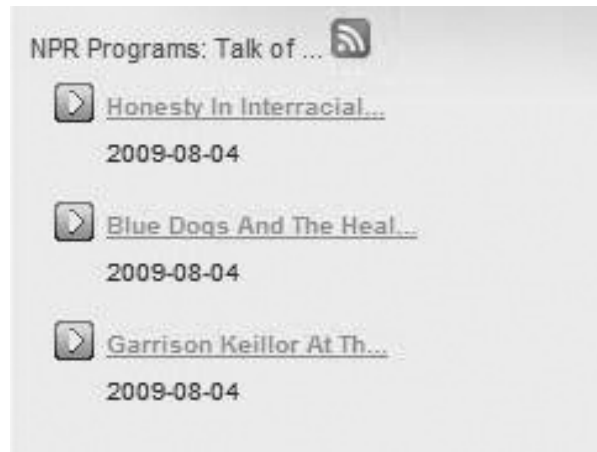 NPR Programs: Talk of ...
Honesty In Interracial...
2009-08-04
Blue Dogs And The Heal...
2009-08-04
Garrison Keillor At Th...
2009-08-04